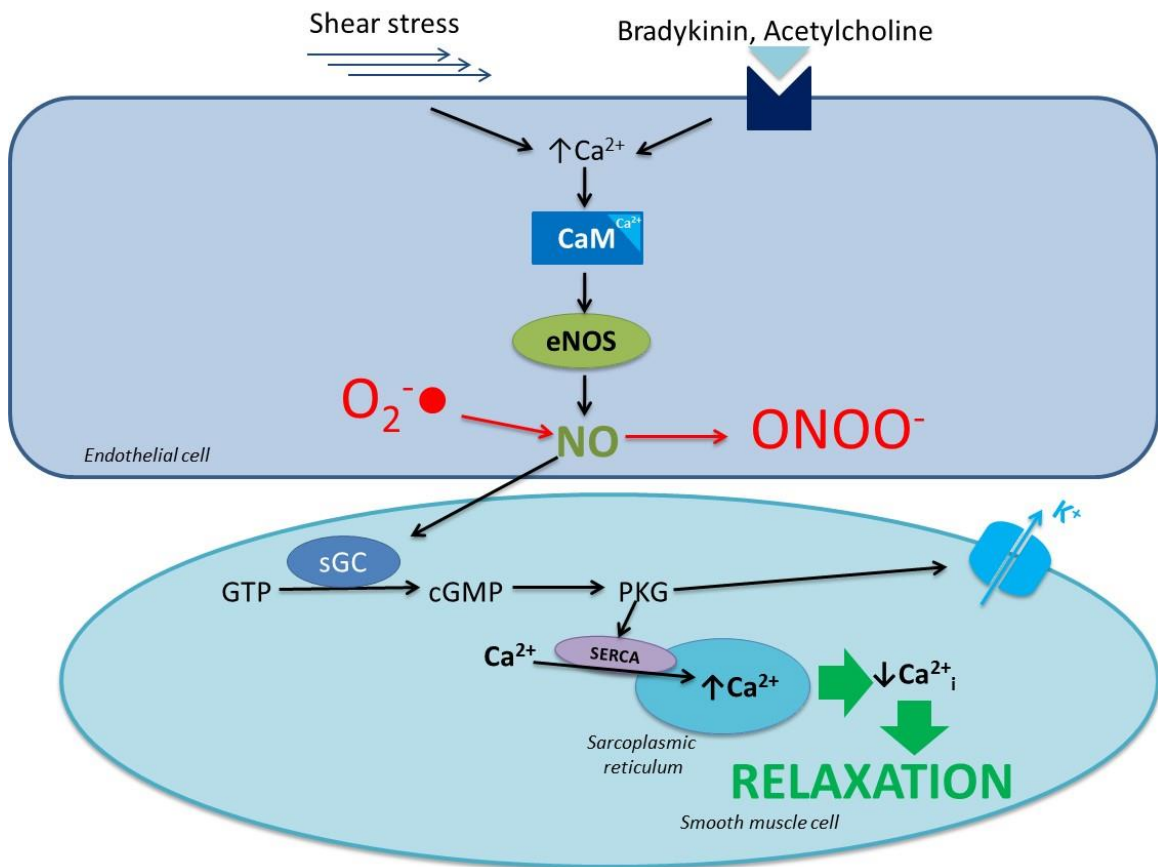 Shear stress
Bradykinin, Acetylcholine
↑Ca²⁺
Ca²⁺
CaM
eNOS
O₂⁻●
NO
ONOO⁻
Endothelial cell
sGC
GTP
cGMP
PKG
K⁺
Ca²⁺
SERCA
↑Ca²⁺
↓Ca²⁺ᵢ
Sarcoplasmic
reticulum
RELAXATION
Smooth muscle cell